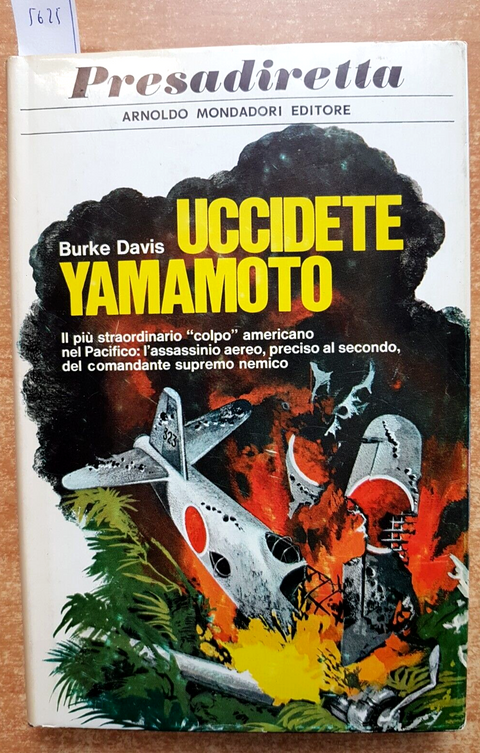 5625
Presadiretta
ARNOLDO MONDADORI EDITORE
Burke Davis UCCIDETE
YAMAMOTO
Il più straordinario “colpo” americano
nel Pacifico: l'assassinio aereo, preciso al secondo,
del comandante supremo nemico
323